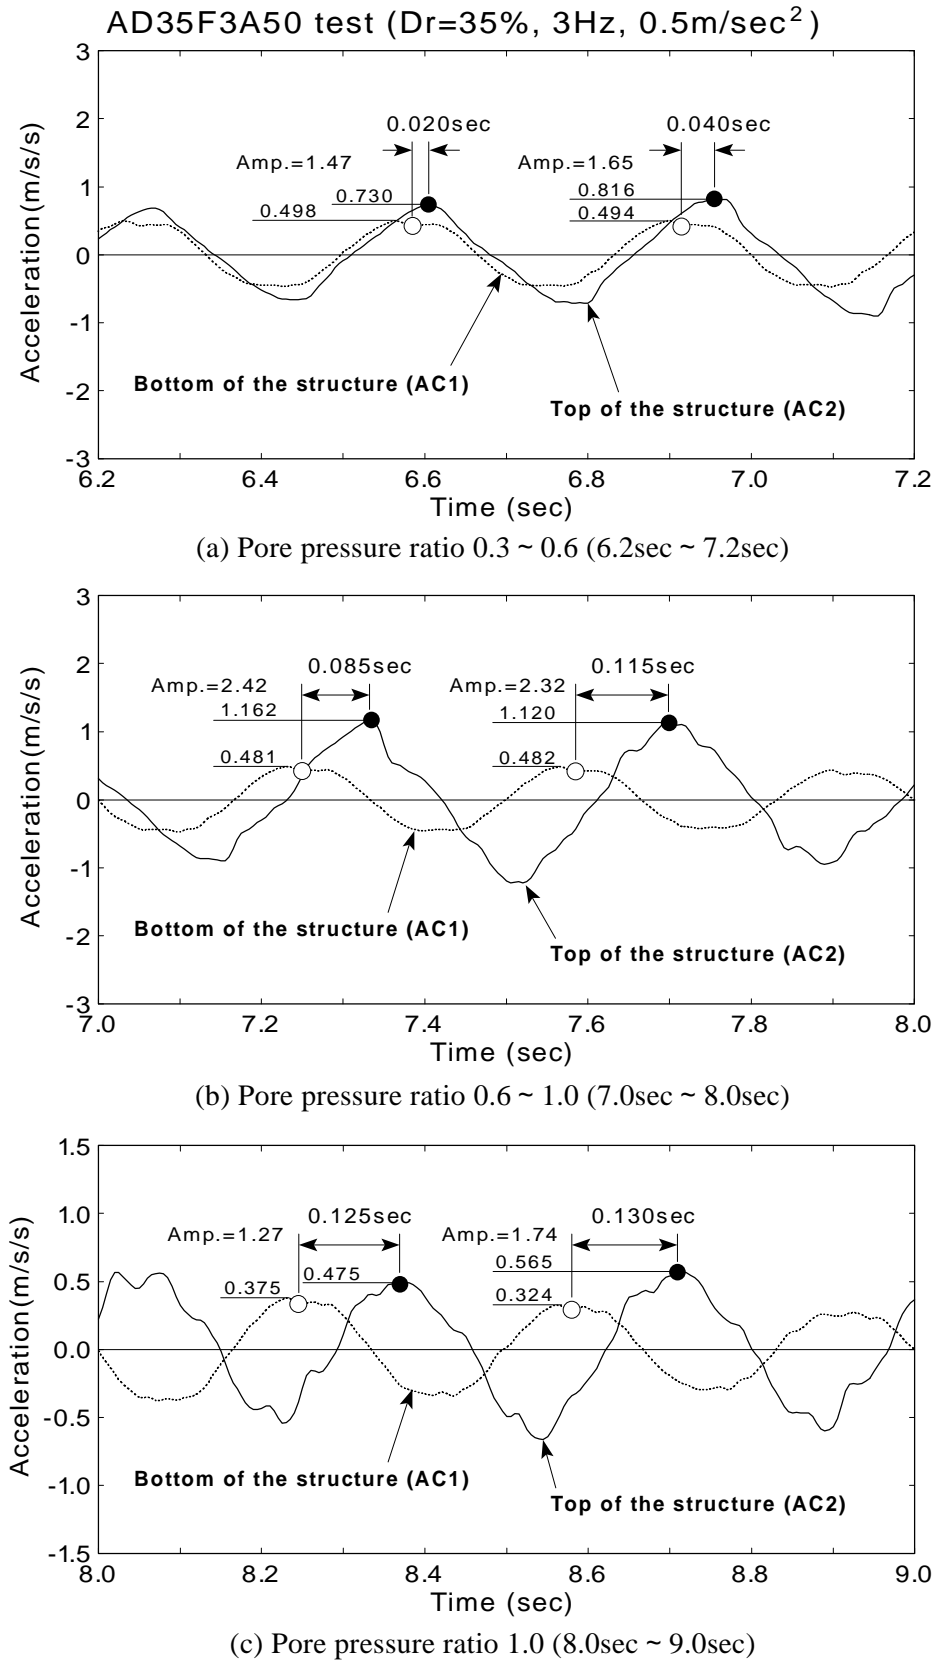 AD35F3A50 test (Dr=35%, 3Hz, 0.5m/sec²)
3
2
1
0
-1
-2
-3
Acceleration(m/s/s)
0.020sec
0.040sec
Amp.=1.47
Amp.=1.65
0.730
0.816
0.498
0.494
Bottom of the structure (AC1)
Top of the structure (AC2)
6.2 6.4 6.6 6.8 7.0 7.2
Time (sec)
(a) Pore pressure ratio 0.3 ~ 0.6 (6.2sec ~ 7.2sec)
3
2
1
0
-1
-2
-3
Acceleration(m/s/s)
0.085sec
0.115sec
Amp.=2.42
Amp.=2.32
1.162
1.120
0.481
0.482
Bottom of the structure (AC1)
Top of the structure (AC2)
7.0 7.2 7.4 7.6 7.8 8.0
Time (sec)
(b) Pore pressure ratio 0.6 ~ 1.0 (7.0sec ~ 8.0sec)
1.5
1.0
0.5
0.0
-0.5
-1.0
-1.5
Acceleration(m/s/s)
0.125sec
0.130sec
Amp.=1.27
Amp.=1.74
0.565
0.375
0.475
0.324
Bottom of the structure (AC1)
Top of the structure (AC2)
8.0 8.2 8.4 8.6 8.8 9.0
Time (sec)
(c) Pore pressure ratio 1.0 (8.0sec ~ 9.0sec)